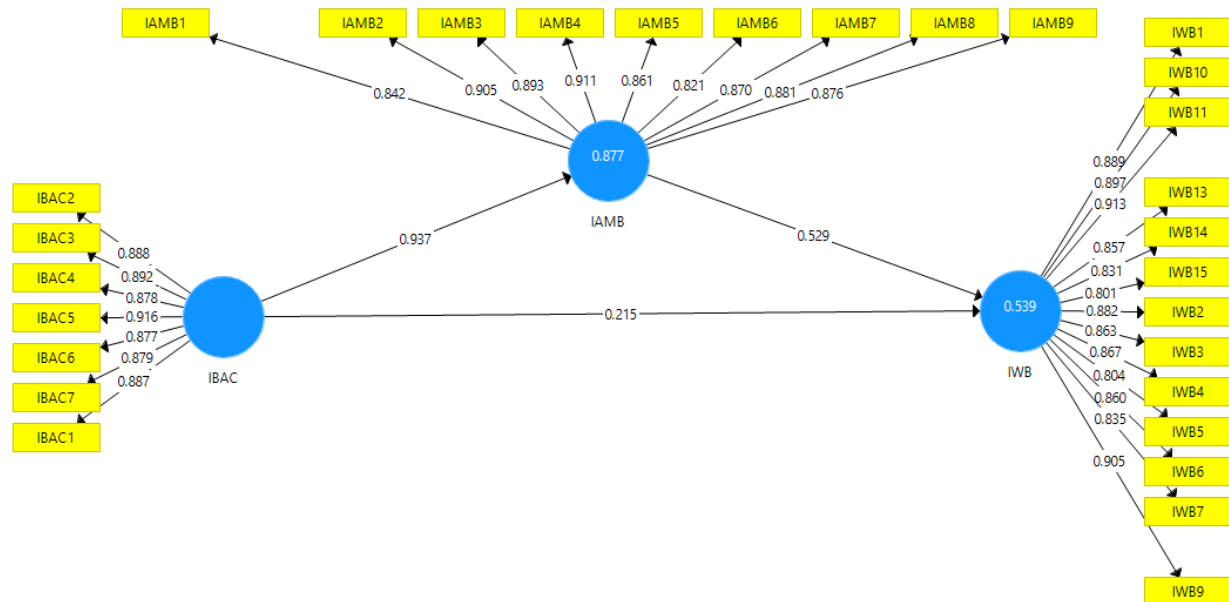 IAMB1
IAMB2
IAMB3
IAMB4
IAMB5
IAMB6
IAMB7
IAMB8
IAMB9
0.842
0.905
0.893
0.911
0.861
0.821
0.870
0.881
0.876
0.877
IAMB
IBAC2
IBAC3
IBAC4
IBAC5
IBAC6
IBAC7
IBAC1
0.888
0.892
0.878
0.916
0.877
0.879
0.887
IBAC
0.937
0.529
0.215
0.539
IWB
0.889
0.897
0.913
0.857
0.831
0.801
0.882
0.863
0.867
0.804
0.860
0.835
0.905
IWB1
IWB10
IWB11
IWB13
IWB14
IWB15
IWB2
IWB3
IWB4
IWB5
IWB6
IWB7
IWB9